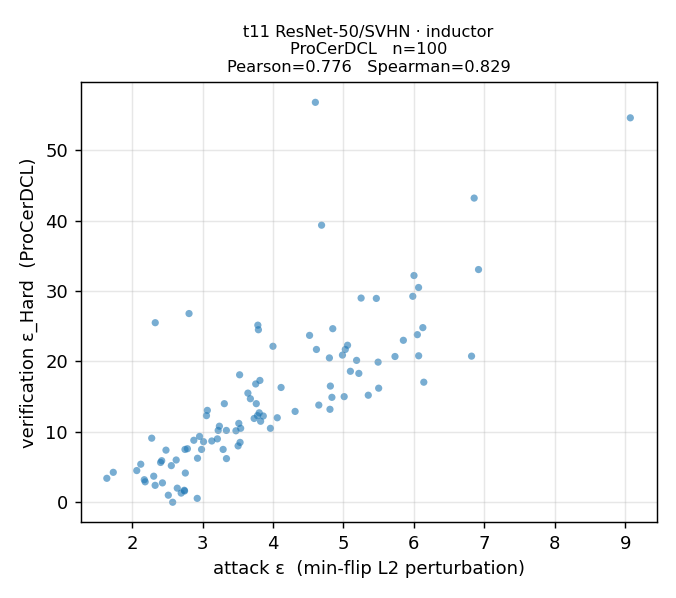 t11 ResNet-50/SVHN · inductor
ProCerDCL   n=100
Pearson=0.776   Spearman=0.829
verification ε_Hard  (ProCerDCL)
50
40
30
20
10
0
2 3 4 5 6 7 8 9
attack ε  (min-flip L2 perturbation)